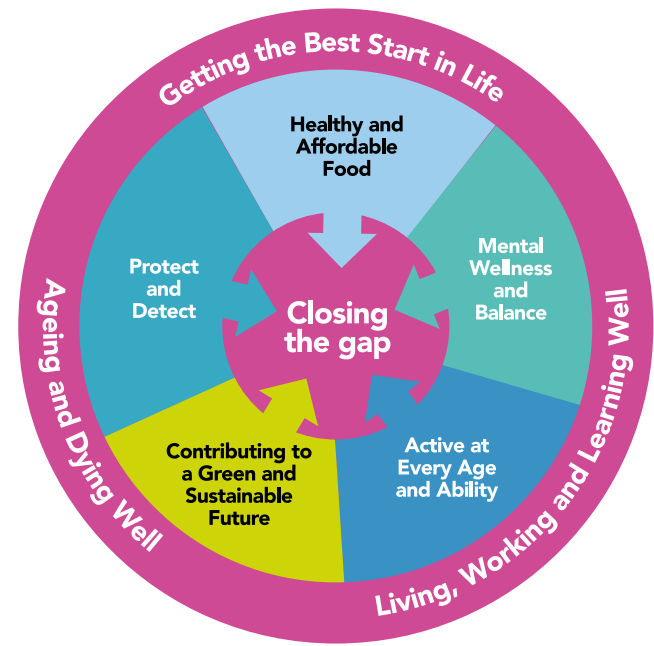 Getting the Best Start in Life
Healthy and
Affordable
Food
Mental
Wellness
and
Balance
Protect
and
Detect
Closing
the gap
Active at
Every Age
and Ability
Contributing to
a Green and
Sustainable
Future
Living, Working and Learning Well
Ageing and Dying Well